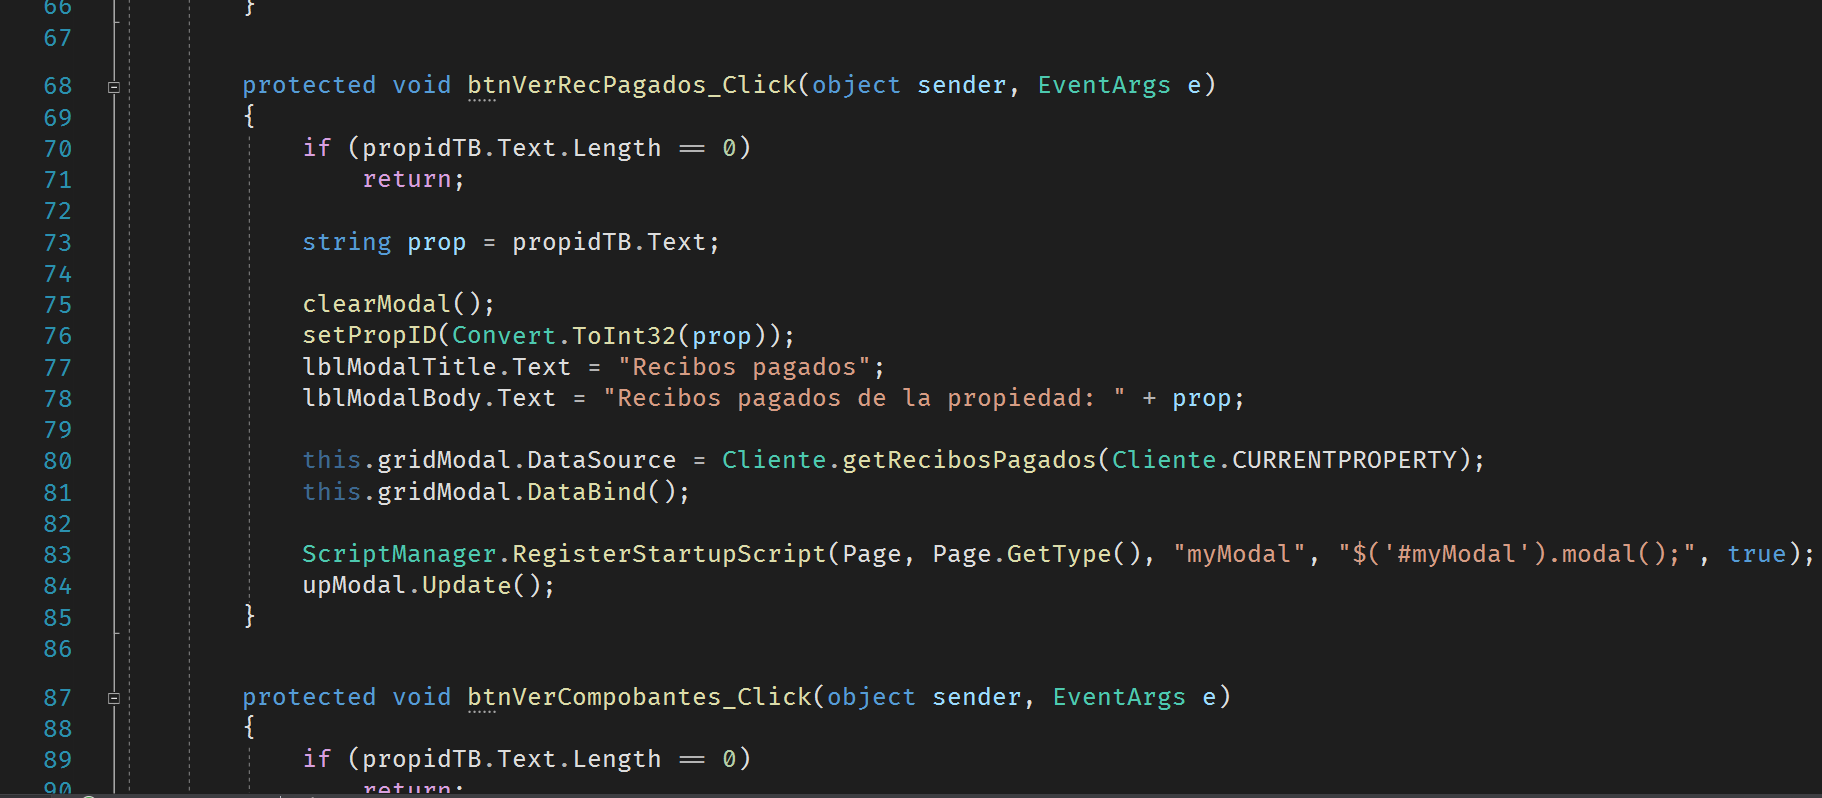 66 }
67
68 protected void btnVerRecPagados_Click(object sender, EventArgs e)
69 {
70 if (propidTB.Text.Length == 0)
71 return;
72
73 string prop = propidTB.Text;
74
75 clearModal();
76 setPropID(Convert.ToInt32(prop));
77 lblModalTitle.Text = "Recibos pagados";
78 lblModalBody.Text = "Recibos pagados de la propiedad: " + prop;
79
80 this.gridModal.DataSource = Cliente.getRecibosPagados(Cliente.CURRENTPROPERTY);
81 this.gridModal.DataBind();
82
83 ScriptManager.RegisterStartupScript(Page, Page.GetType(), "myModal", "$('#myModal').modal();", true);
84 upModal.Update();
85 }
86
87 protected void btnVerCompobantes_Click(object sender, EventArgs e)
88 {
89 if (propidTB.Text.Length == 0)
90 return;